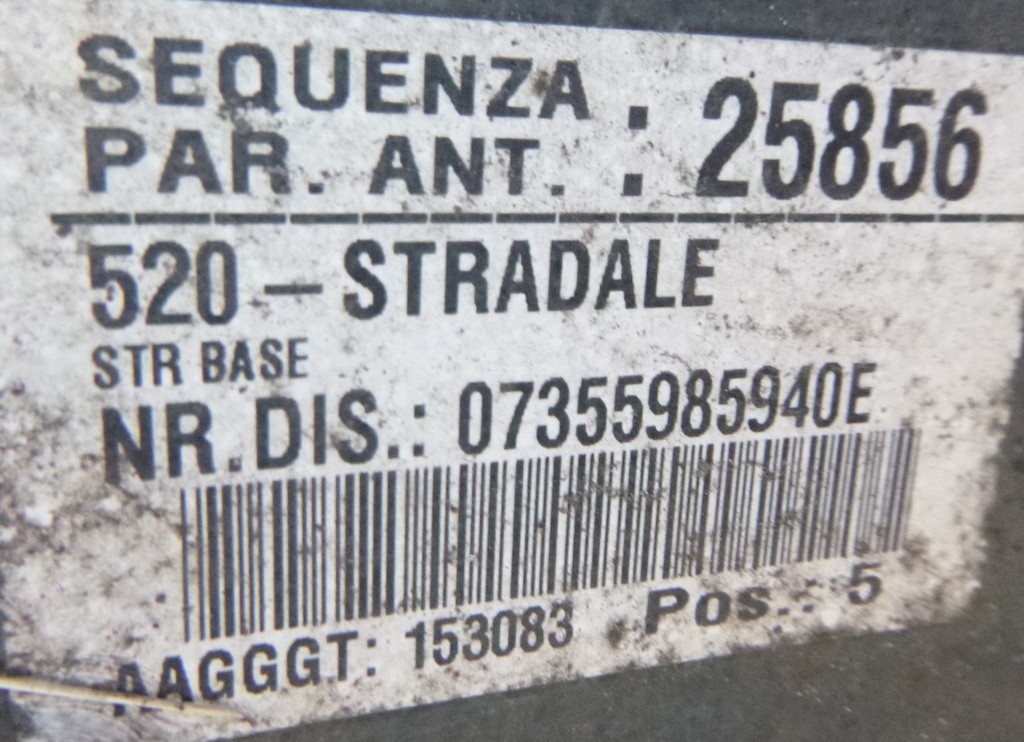 SEQUENZA
PAR. ANT. : 25856
520 – STRADALE
STR BASE
NR.DIS.: 07355985940E
AAGGGT: 153083 Pos.: 5